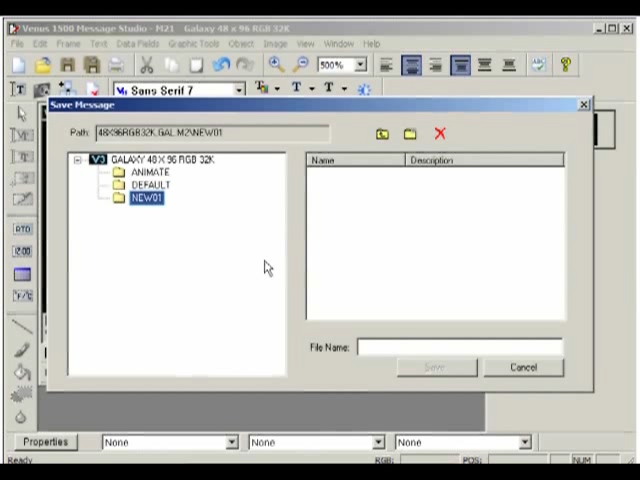 Venus 1500 Message Studio - M21 Galaxy 48 x 96 RGB 32K
File Edit Frame Message Data Fields Graphic Tools Object Image View Window Help
500%
Sans Serif 7
Save Message
Path: 48X96RGB32K.GAL.M2\NEW01
GALAXY 48 X 96 RGB 32K
ANIMATE
DEFAULT
NEW01
Name Description
File Name:
Save Cancel
Properties None None None
Ready RGB: POS: NUM